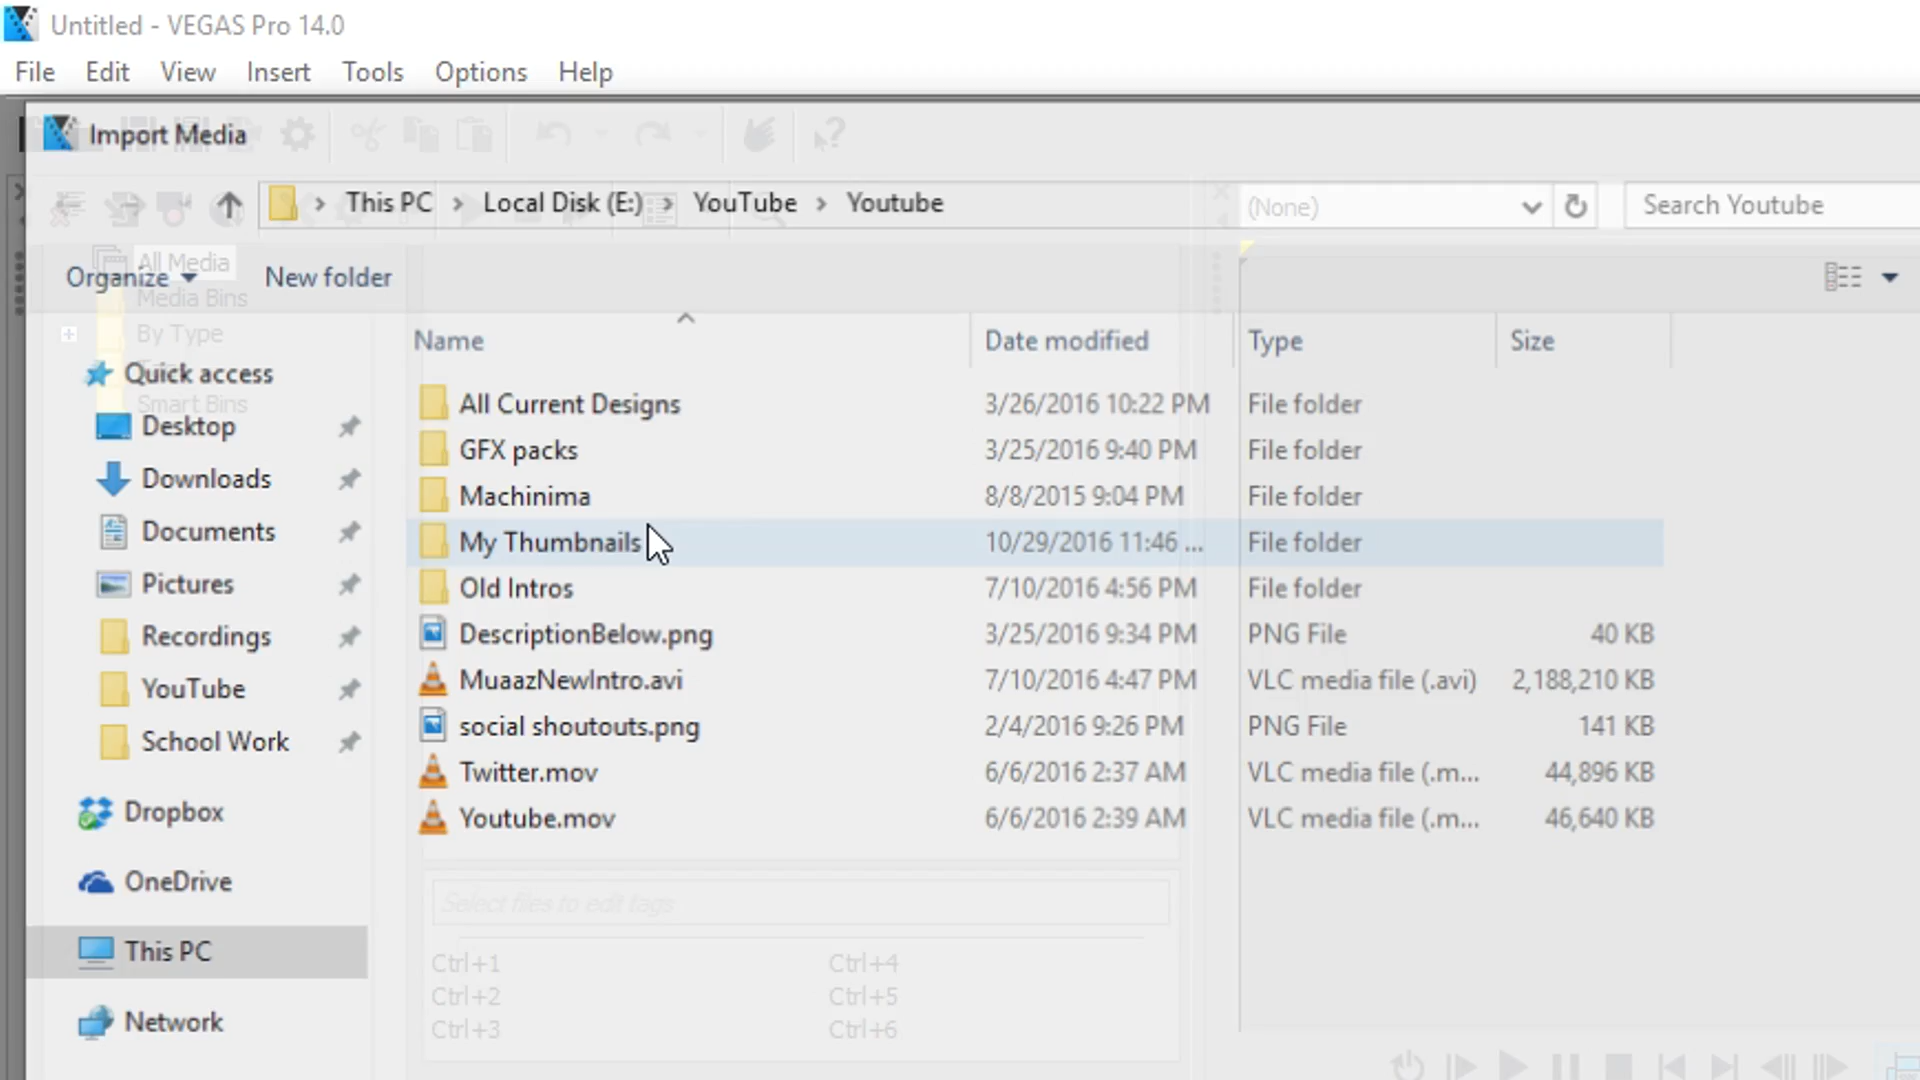 Untitled - VEGAS Pro 14.0
File Edit View Insert Tools Options Help
Import Media
This PC > Local Disk (E:) > YouTube > Youtube
(None)
Search Youtube
All Media
Organize
New folder
Media Bins
By Type
Name
Date modified
Type
Size
Quick access
Smart Bins
Desktop
Downloads
Documents
Pictures
Recordings
YouTube
School Work
Dropbox
OneDrive
This PC
Network
All Current Designs 3/26/2016 10:22 PM File folder
GFX packs 3/25/2016 9:40 PM File folder
Machinima 8/8/2015 9:04 PM File folder
My Thumbnails 10/29/2016 11:46 ... File folder
Old Intros 7/10/2016 4:56 PM File folder
DescriptionBelow.png 3/25/2016 9:34 PM PNG File 40 KB
MuaazNewIntro.avi 7/10/2016 4:47 PM VLC media file (.avi) 2,188,210 KB
social shoutouts.png 2/4/2016 9:26 PM PNG File 141 KB
Twitter.mov 6/6/2016 2:37 AM VLC media file (.m... 44,896 KB
Youtube.mov 6/6/2016 2:39 AM VLC media file (.m... 46,640 KB
Select files to edit tags
Ctrl+1 Ctrl+4
Ctrl+2 Ctrl+5
Ctrl+3 Ctrl+6